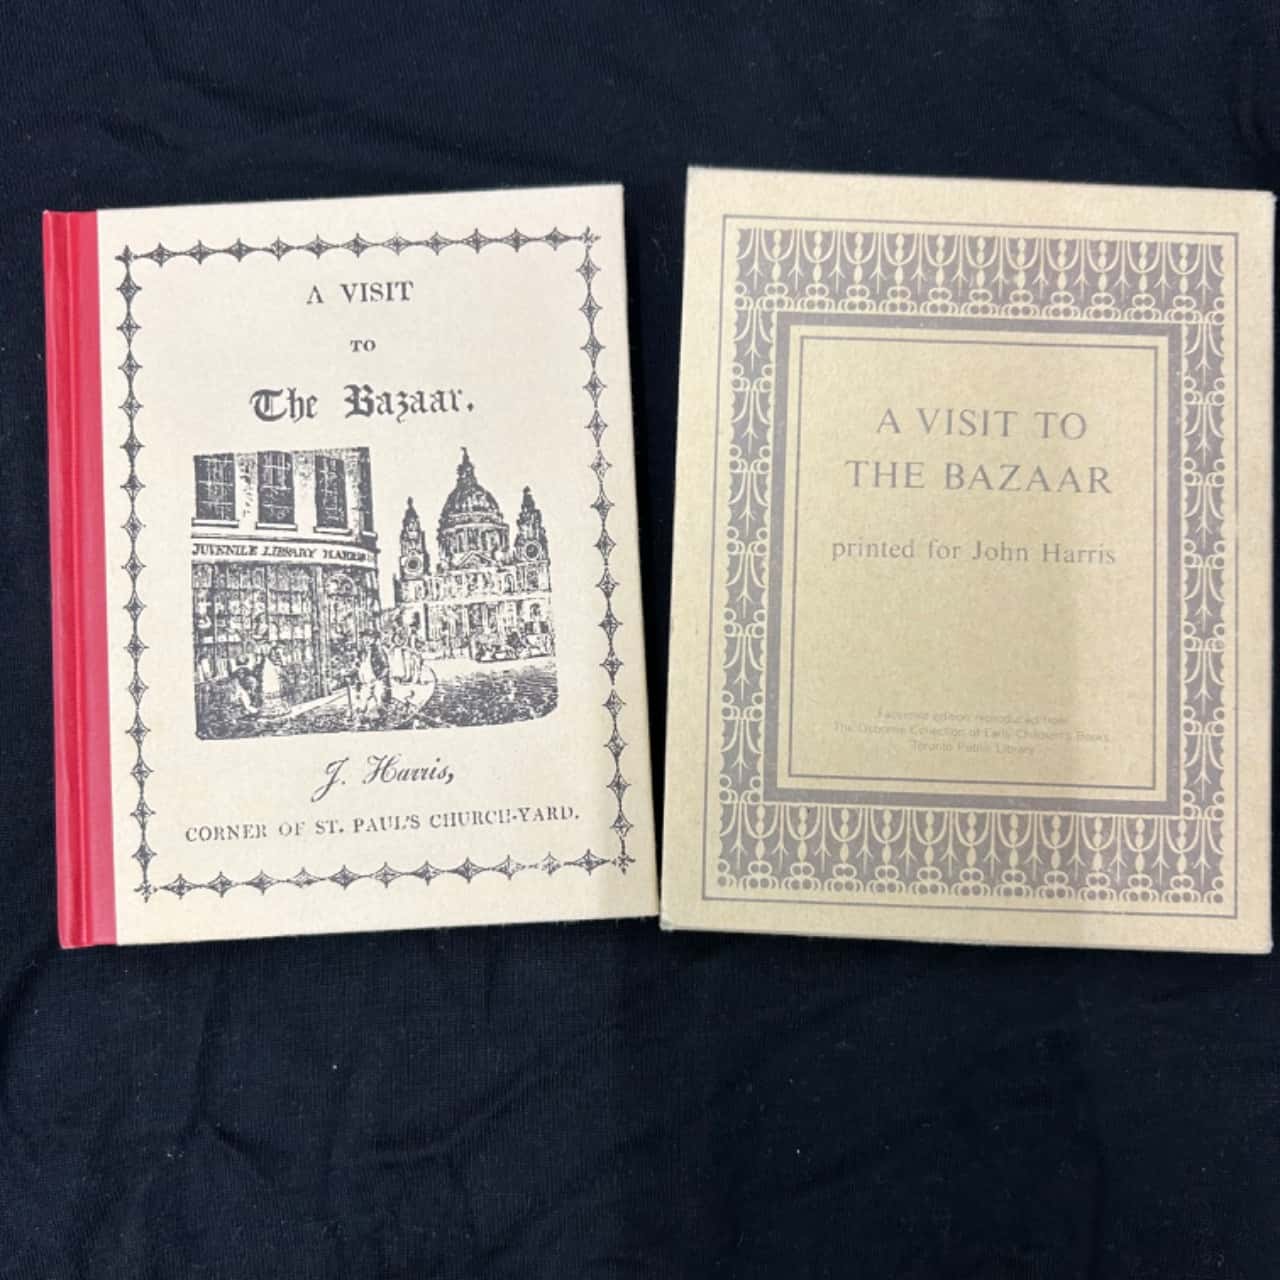 A VISIT
TO
The Bazaar.
JUVENILE LIBRARY HARRIS
J. Harris,
CORNER OF ST. PAUL'S CHURCH-YARD.
A VISIT TO
THE BAZAAR
printed for John Harris
Facsimile edition reproduced from
The Osborne Collection of Early Children's Books
Toronto Public Library